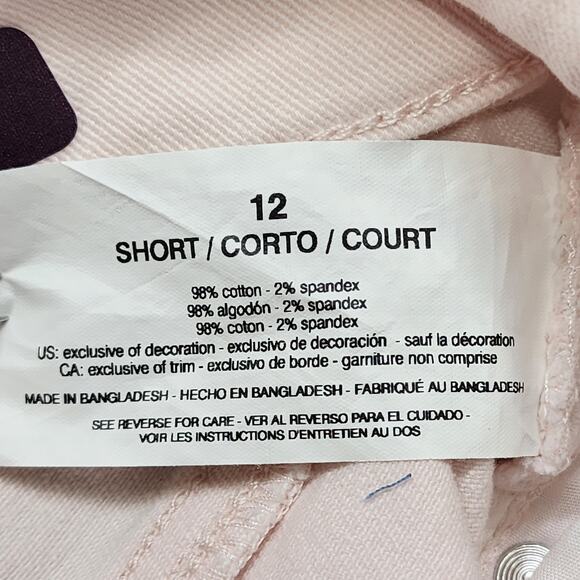 12
SHORT / CORTO / COURT
98% cotton - 2% spandex
98% algodón - 2% spandex
98% coton - 2% spandex
US: exclusive of decoration - exclusivo de decoración - sauf la décoration
CA: exclusive of trim - exclusivo de borde - garniture non comprise
MADE IN BANGLADESH - HECHO EN BANGLADESH - FABRIQUÉ AU BANGLADESH
SEE REVERSE FOR CARE - VER AL REVERSO PARA EL CUIDADO -
VOIR LES INSTRUCTIONS D'ENTRETIEN AU DOS